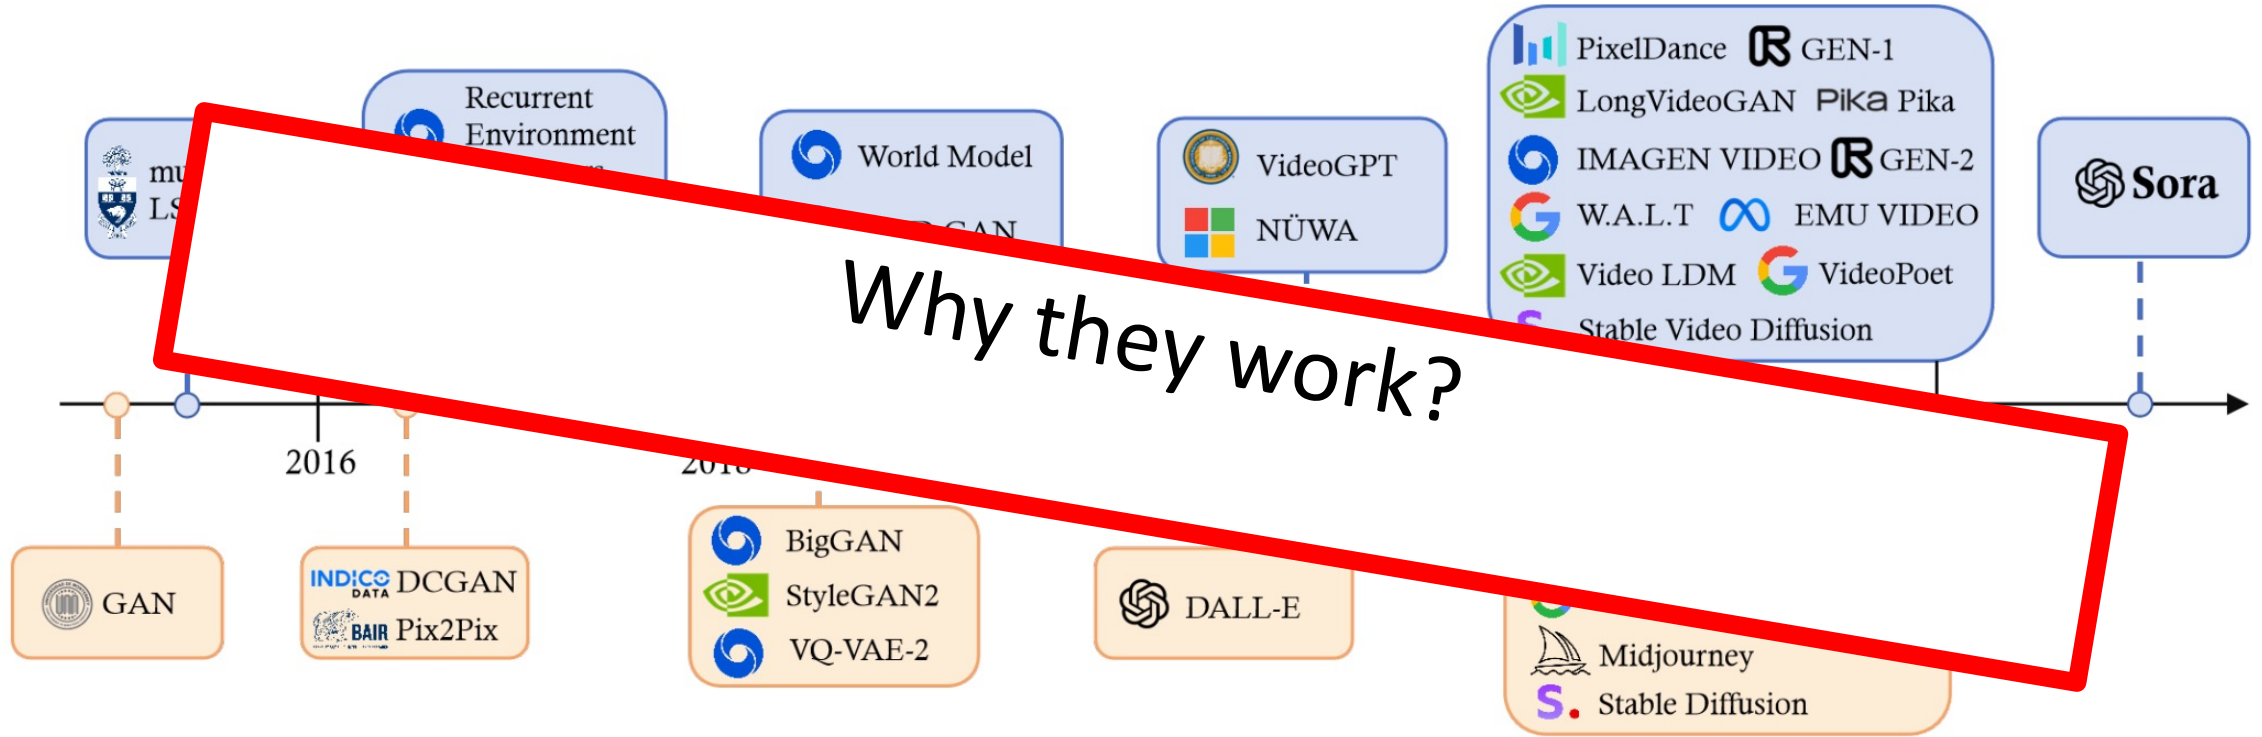 Recurrent
Environment
World Model
GAN
VideoGPT
NÜWA
PixelDance GEN-1
LongVideoGAN Pika Pika
IMAGEN VIDEO GEN-2
W.A.L.T EMU VIDEO
Video LDM VideoPoet
Stable Video Diffusion
Sora
Why they work?
2016
2018
GAN
INDICO DATA DCGAN
BAIR Pix2Pix
BigGAN
StyleGAN2
VQ-VAE-2
DALL-E
Midjourney
Stable Diffusion